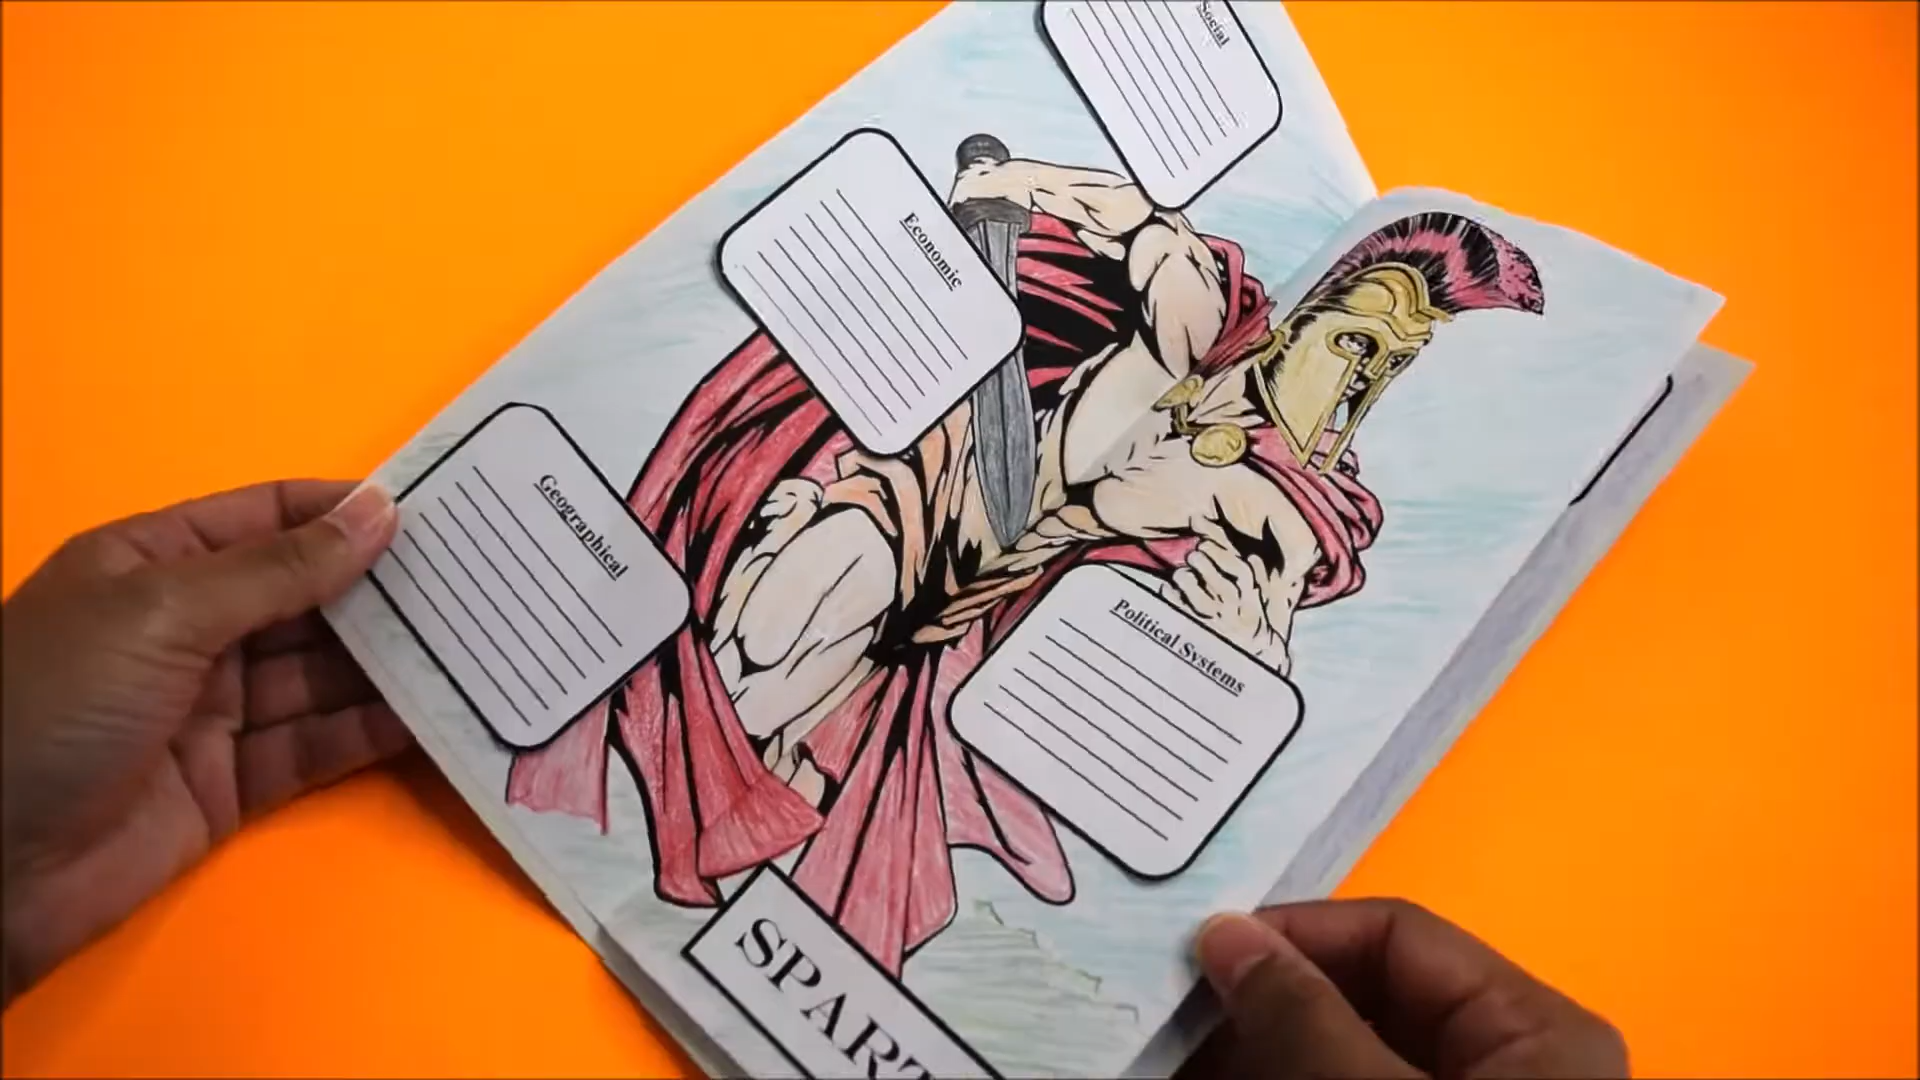 Social
Economic
Geographical
Political Systems
SPART